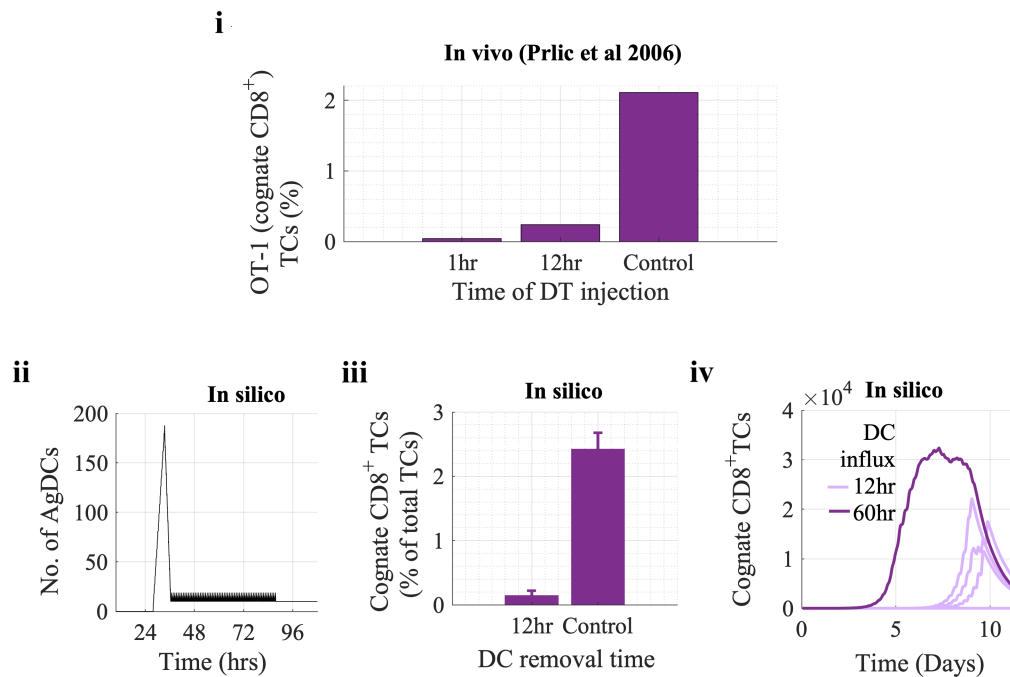 i
In vivo (Prlic et al 2006)
OT-1 (cognate CD8+)
TCs (%)
2
1
0
1hr 12hr Control
Time of DT injection
ii
In silico
No. of AgDCs
200
150
100
50
0
24 48 72 96
Time (hrs)
iii
In silico
Cognate CD8+ TCs
(% of total TCs)
3
2
1
0
12hr Control
DC removal time
iv
×10^4 In silico
Cognate CD8+TCs
4
3
2
1
0
DC
influx
12hr
60hr
0 5 10
Time (Days)